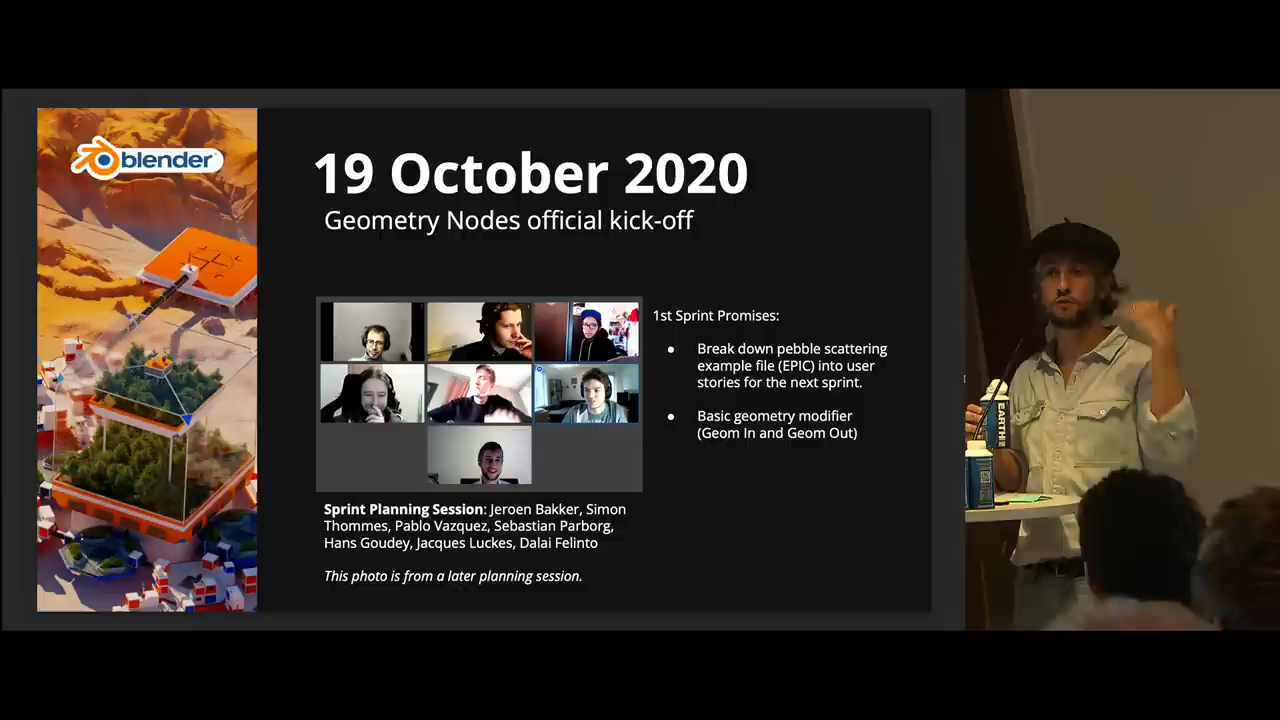 blender
19 October 2020
Geometry Nodes official kick-off
1st Sprint Promises:
● Break down pebble scattering
example file (EPIC) into user
stories for the next sprint.
● Basic geometry modifier
(Geom In and Geom Out)
Sprint Planning Session: Jeroen Bakker, Simon
Thommes, Pablo Vazquez, Sebastian Parborg,
Hans Goudey, Jacques Luckes, Dalai Felinto
This photo is from a later planning session.
EARTH